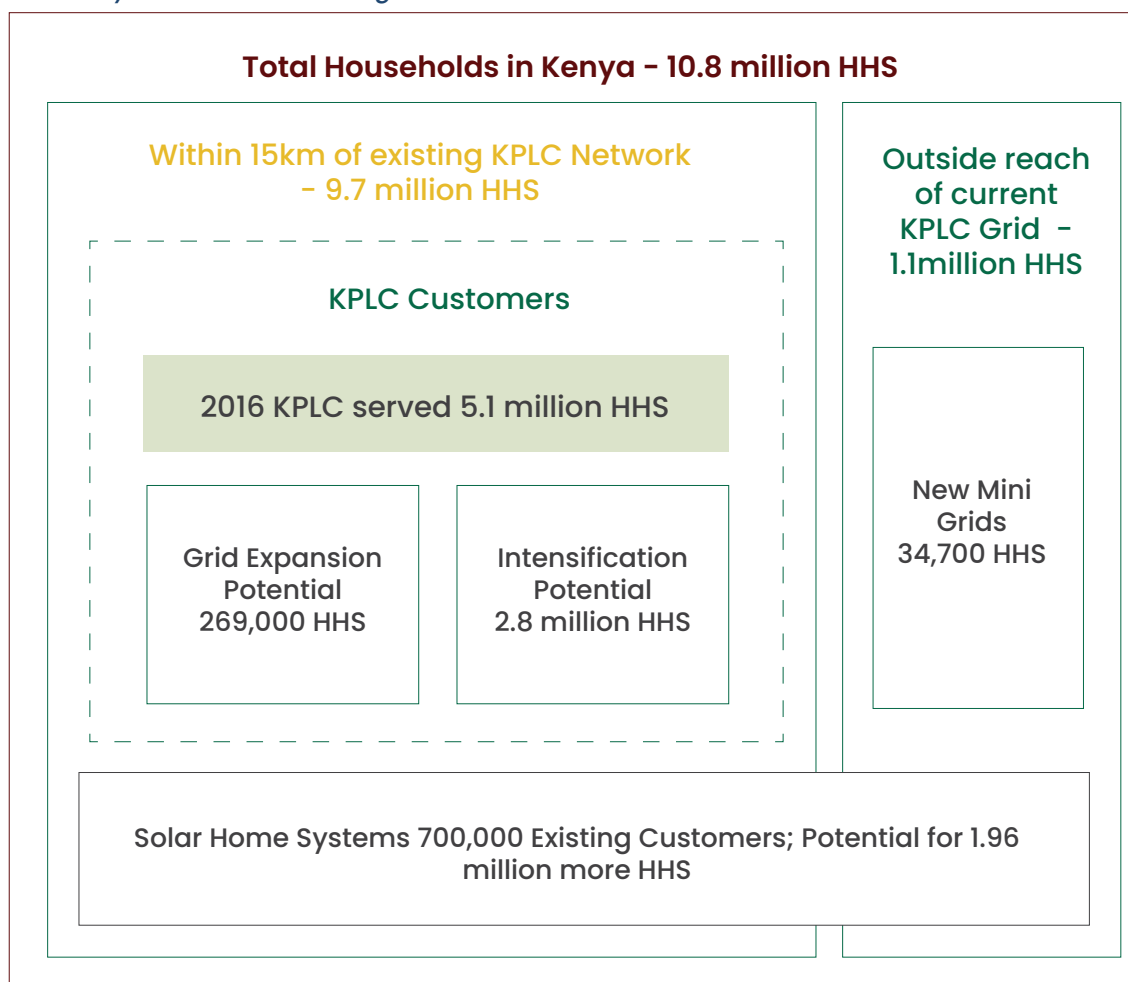 Total Households in Kenya - 10.8 million HHS
Within 15km of existing KPLC Network
- 9.7 million HHS
Outside reach
of current
KPLC Grid -
1.1million HHS
KPLC Customers
2016 KPLC served 5.1 million HHS
Grid Expansion
Potential
269,000 HHS
Intensification
Potential
2.8 million HHS
New Mini
Grids
34,700 HHS
Solar Home Systems 700,000 Existing Customers; Potential for 1.96
million more HHS